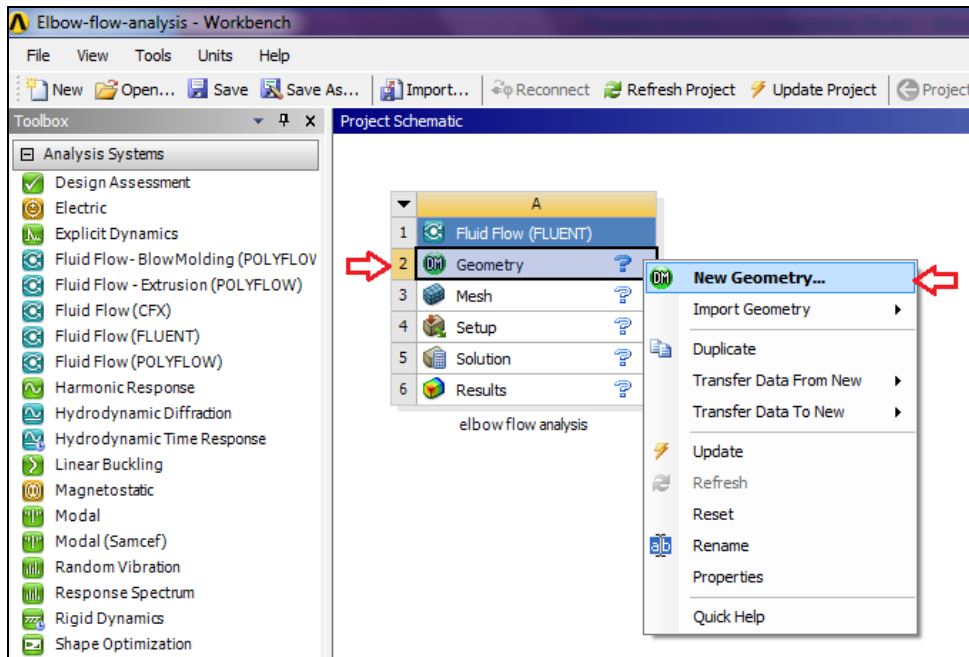 Elbow-flow-analysis - Workbench
File View Tools Units Help
New Open... Save Save As... Import... Reconnect Refresh Project Update Project Project
Toolbox
Project Schematic
Analysis Systems
Design Assessment
Electric
Explicit Dynamics
Fluid Flow- BlowMolding (POLYFLOW
Fluid Flow - Extrusion (POLYFLOW)
Fluid Flow (CFX)
Fluid Flow (FLUENT)
Fluid Flow (POLYFLOW)
Harmonic Response
Hydrodynamic Diffraction
Hydrodynamic Time Response
Linear Buckling
Magnetostatic
Modal
Modal (Samcef)
Random Vibration
Response Spectrum
Rigid Dynamics
Shape Optimization
A
1 Fluid Flow (FLUENT)
2 DM Geometry ?
3 Mesh ?
4 Setup ?
5 Solution ?
6 Results ?
elbow flow analysis
DM New Geometry...
Import Geometry
Duplicate
Transfer Data From New
Transfer Data To New
Update
Refresh
Reset
ab Rename
Properties
Quick Help